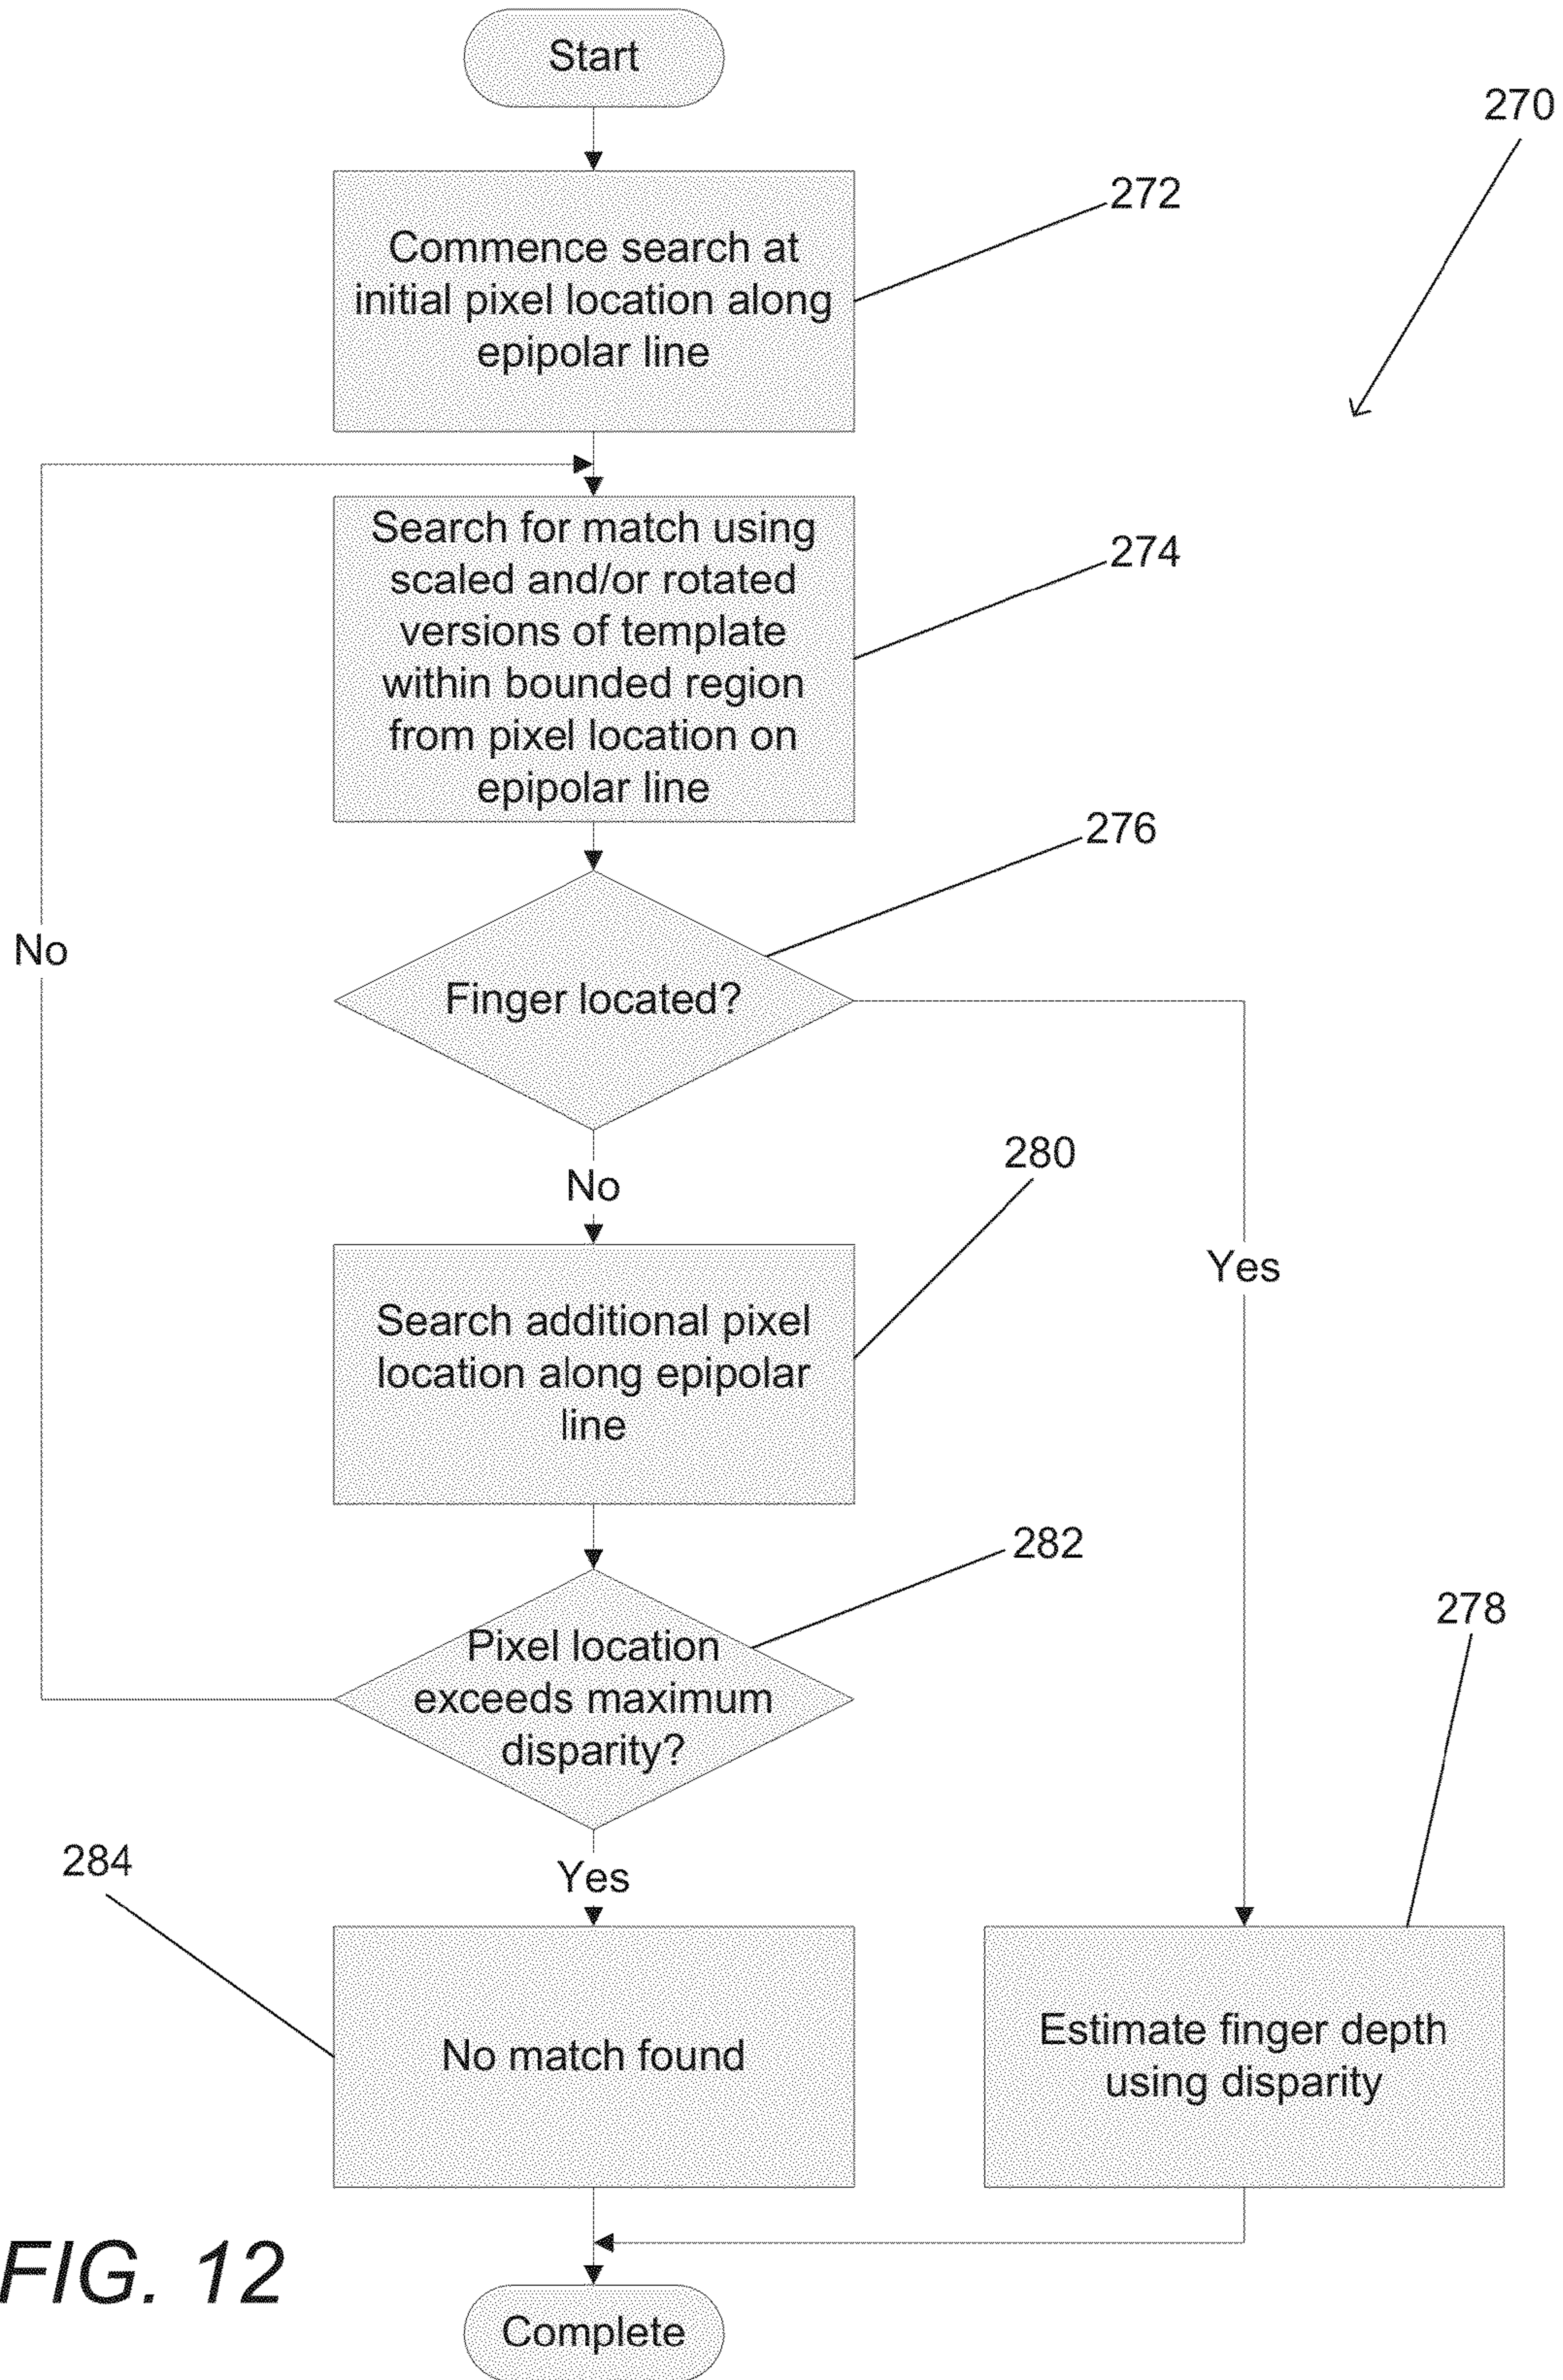 Start
270
272
Commence search at
initial pixel location along
epipolar line
Search for match using
scaled and/or rotated
versions of template
within bounded region
from pixel location on
epipolar line
274
276
No
Finger located?
280
No
Yes
Search additional pixel
location along epipolar
line
282
278
Pixel location
exceeds maximum
disparity?
284
Yes
No match found
Estimate finger depth
using disparity
FIG. 12
Complete